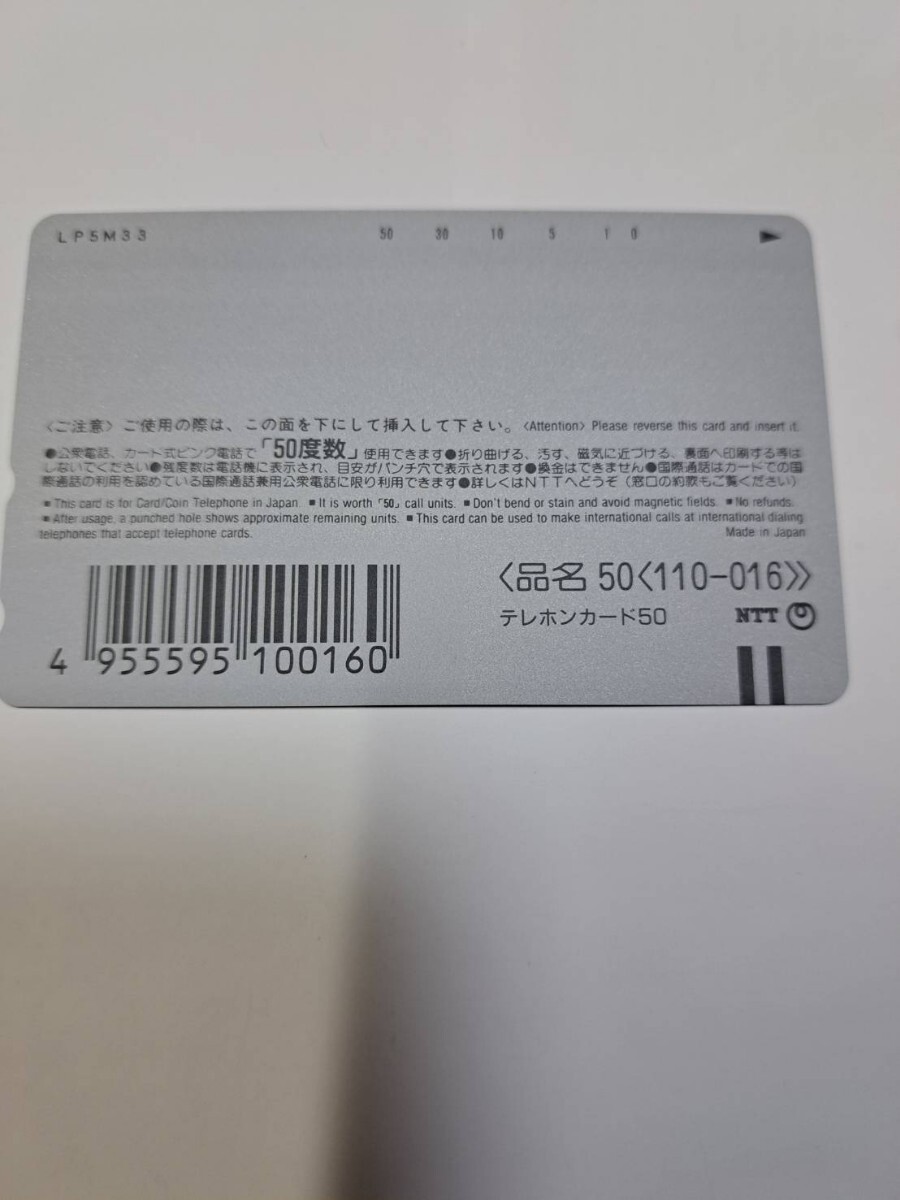 LP5M33 50 30 10 5 1 0
〈ご注意〉ご使用の際は、この面を下にして挿入して下さい。〈Attention〉Please reverse this card and insert it.
●公衆電話、カード式ピンク電話で「50度数」使用できます●折り曲げる、汚す、磁気に近づける、裏面へ印刷する等は
しないでください●残度数は電話機に表示され、目安がパンチ穴で表示されます●換金はできません●国際通話はカードでの国
際通話の利用を認めている国際通話兼用公衆電話に限り利用できます●詳しくはNTTへどうぞ(窓口の約款もご覧ください)
■This card is for Card/Coin Telephone in Japan. ■It is worth「50」call units. ■Don't bend or stain and avoid magnetic fields. ■No refunds.
■After usage, a punched hole shows approximate remaining units. ■This card can be used to make international calls at international dialing
telephones that accept telephone cards. Made in Japan
〈品名 50〈110-016〉〉
テレホンカード50 NTT
4 955595 100160